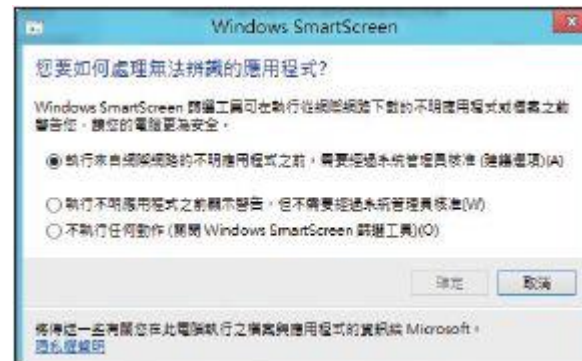 Windows SmartScreen
您要如何處理無法辨識的應用程式?
Windows SmartScreen 篩選工具可在執行從網際網路下載的不明應用程式或檔案之前
警告您，讓您的電腦更為安全。
執行來自網際網路的不明應用程式之前，需要經過系統管理員核准 (建議選項)(A)
執行不明應用程式之前顯示警告，但不需要經過系統管理員核准(W)
不執行任何動作 (關閉 Windows SmartScreen 篩選工具)(O)
確定 取消
將傳送一些有關您在此電腦執行之檔案與應用程式的資訊給 Microsoft。
隱私權聲明